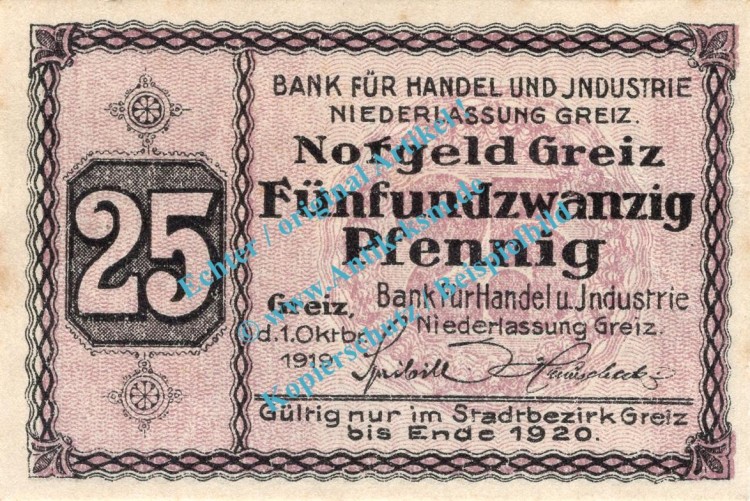 BANK FÜR HANDEL UND JNDUSTRIE
NIEDERLASSUNG GREIZ.
Notgeld Greiz
Fünfundzwanzig
Pfennig
25
Greiz,
d. 1. Oktbr.
1919
Bank für Handel u. Jndustrie
Niederlassung Greiz.
Gültig nur im Stadtbezirk Greiz
bis Ende 1920.
Echter / original Artikel!
© www.Antikeksm.de
Kopierschutz / Beispielbild